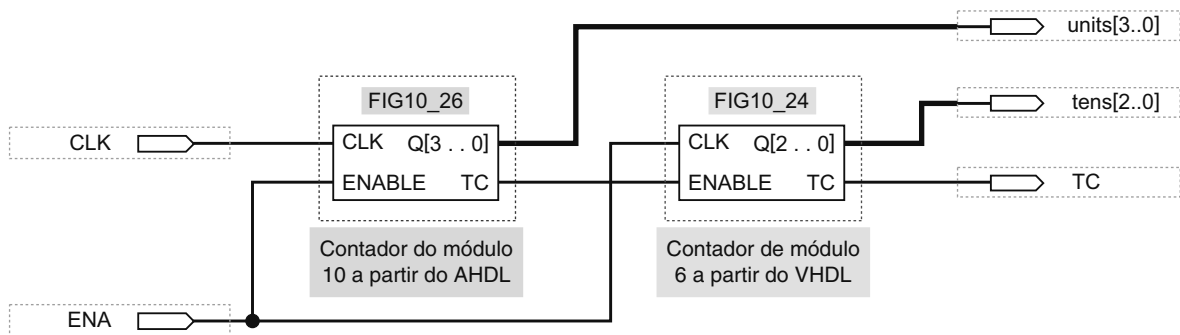 units[3..0]
FIG10_26
FIG10_24
tens[2..0]
CLK
CLK Q[3 . . 0]
CLK Q[2 . . 0]
ENABLE TC
ENABLE TC
TC
Contador do módulo
10 a partir do AHDL
Contador de módulo
6 a partir do VHDL
ENA